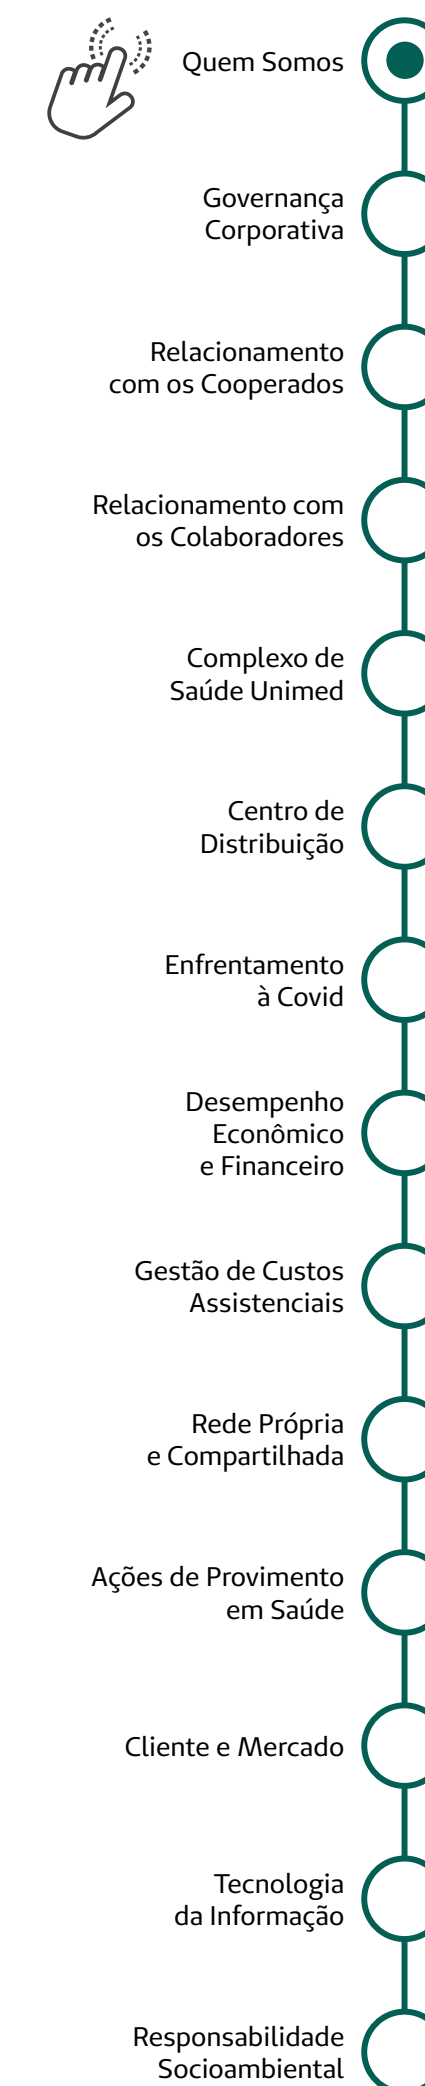 Quem Somos
Governança
Corporativa
Relacionamento
com os Cooperados
Relacionamento com
os Colaboradores
Complexo de
Saúde Unimed
Centro de
Distribuição
Enfrentamento
à Covid
Desempenho
Econômico
e Financeiro
Gestão de Custos
Assistenciais
Rede Própria
e Compartilhada
Ações de Provimento
em Saúde
Cliente e Mercado
Tecnologia
da Informação
Responsabilidade
Socioambiental